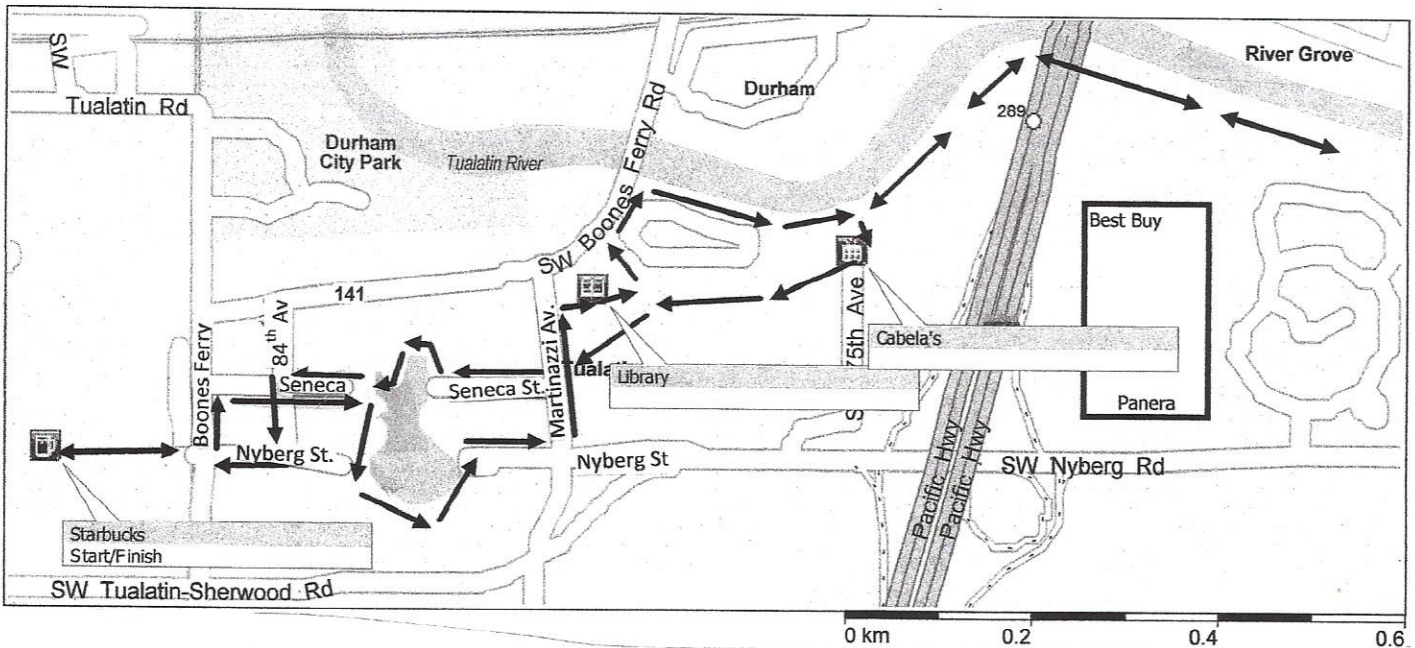 SW
River Grove
Durham
Tualatin Rd
289
Durham
City Park
Tualatin River
SW Boones Ferry Rd
Best Buy
141
84th Av
Boones Ferry
Martinazzi Av.
75th Ave
Cabela's
Seneca
Seneca St.
Library
Panera
Nyberg St.
Nyberg St
SW Nyberg Rd
Pacific Hwy
Pacific Hwy
Starbucks
Start/Finish
SW Tualatin-Sherwood Rd
0 km
0.2
0.4
0.6